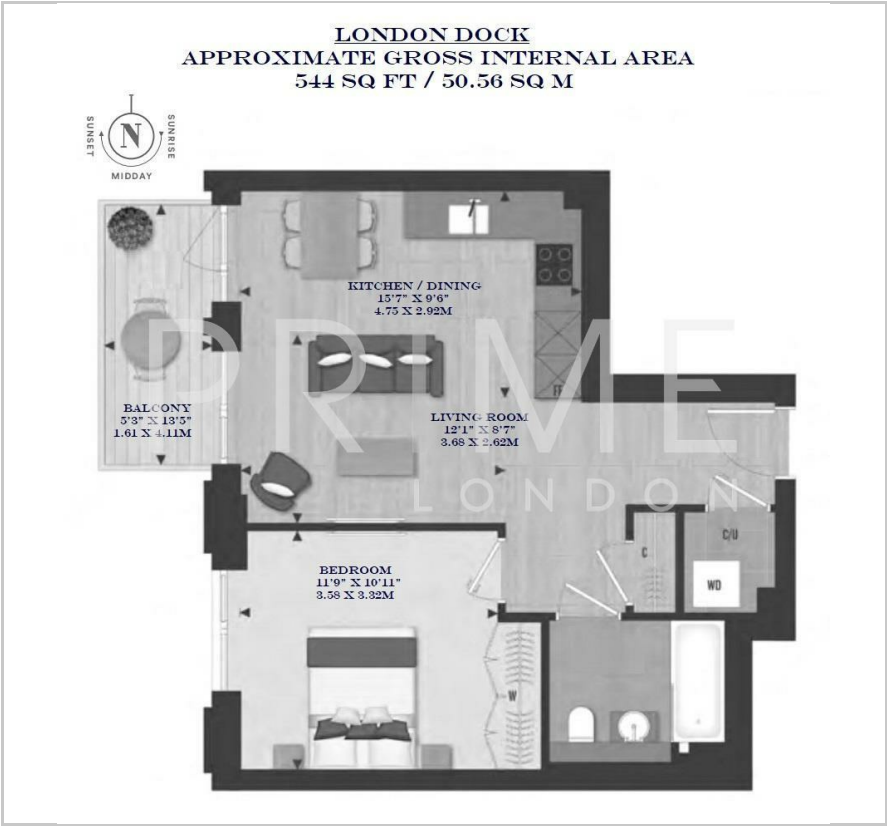 LONDON DOCK
APPROXIMATE GROSS INTERNAL AREA
544 SQ FT / 50.56 SQ M
N
SUNSET
SUNRISE
MIDDAY
KITCHEN / DINING
15'7" X 9'6"
4.75 X 2.92M
FF
PRIME
LONDON
BALCONY
5'3" X 13'5"
1.61 X 4.11M
LIVING ROOM
12'1" X 8'7"
3.68 X 2.62M
C/U
C
WD
BEDROOM
11'9" X 10'11"
3.58 X 3.32M
W